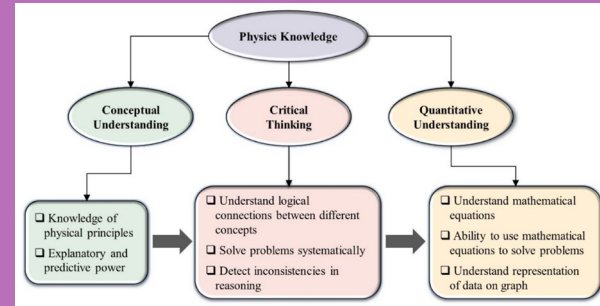 Physics Knowledge
Conceptual
Understanding
Critical
Thinking
Quantitative
Understanding
❑ Knowledge of
physical principles
❑ Explanatory and
predictive power
❑ Understand logical
connections between different
concepts
❑ Solve problems systematically
❑ Detect inconsistencies in
reasoning
❑ Understand mathematical
equations
❑ Ability to use mathematical
equations to solve problems
❑ Understand representation
of data on graph